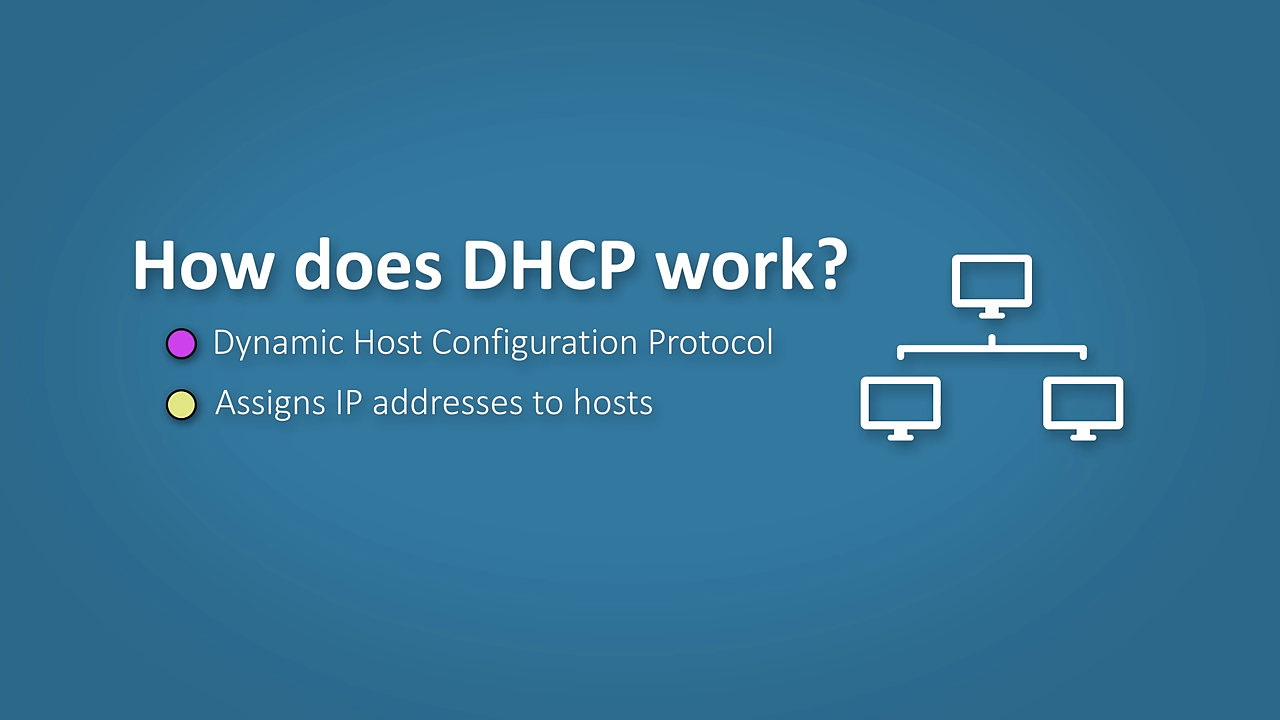 How does DHCP work?
Dynamic Host Configuration Protocol
Assigns IP addresses to hosts